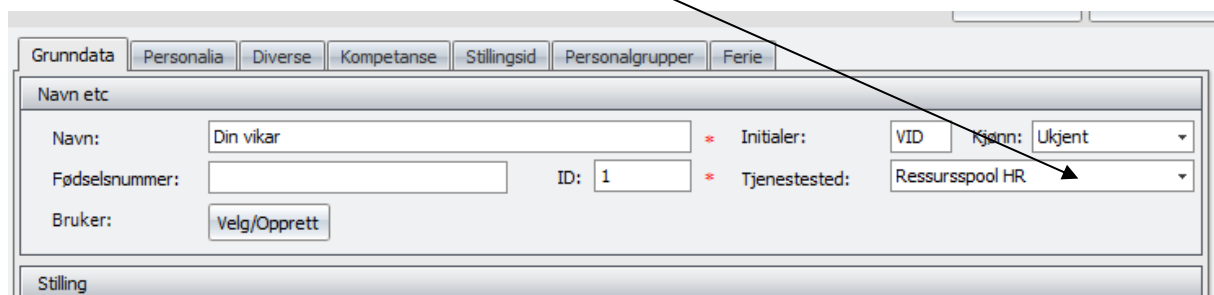 Grunndata Personalia Diverse Kompetanse Stillingsid Personalgrupper Ferie
Navn etc
Navn: Din vikar * Initialer: VID Kjønn: Ukjent
Fødselsnummer: ID: 1 * Tjenestested: Ressursspool HR
Bruker: Velg/Opprett
Stilling